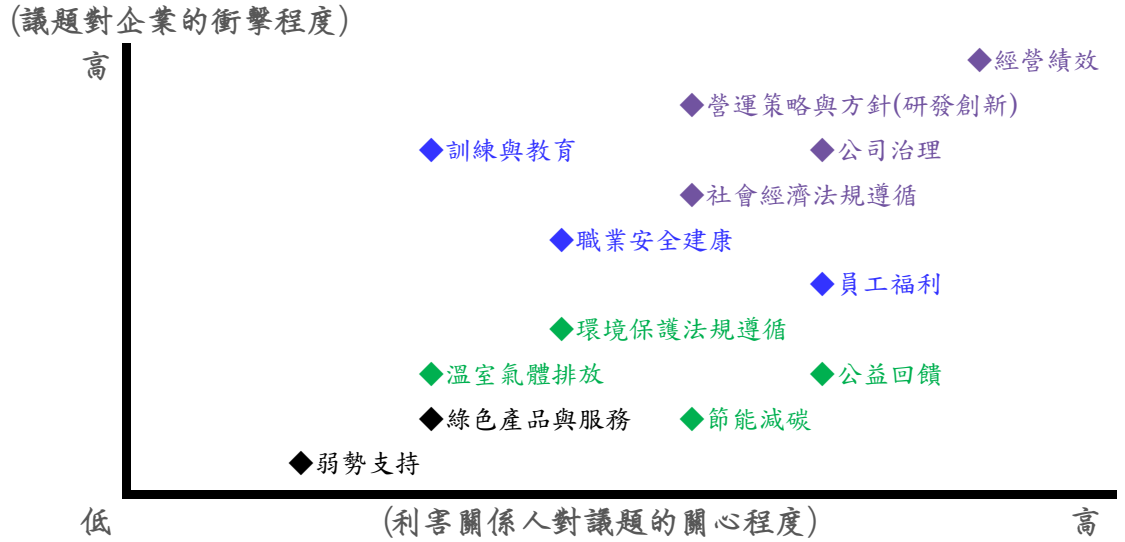 (議題對企業的衝擊程度)
高
◆經營績效
◆營運策略與方針(研發創新)
◆訓練與教育 ◆公司治理
◆社會經濟法規遵循
◆職業安全建康
◆員工福利
◆環境保護法規遵循
◆溫室氣體排放 ◆公益回饋
◆綠色產品與服務 ◆節能減碳
◆弱勢支持
低 (利害關係人對議題的關心程度) 高